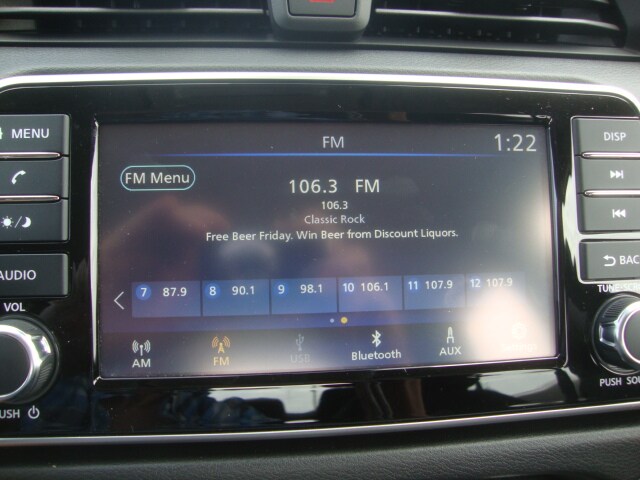 MENU
FM
1:22
DISP
FM Menu
106.3 FM
106.3
Classic Rock
Free Beer Friday. Win Beer from Discount Liquors.
BAC
AUDIO
VOL
7 87.9 8 90.1 9 98.1 10 106.1 11 107.9 12 107.9
AM FM USB Bluetooth AUX
PUSH
PUSH SOU